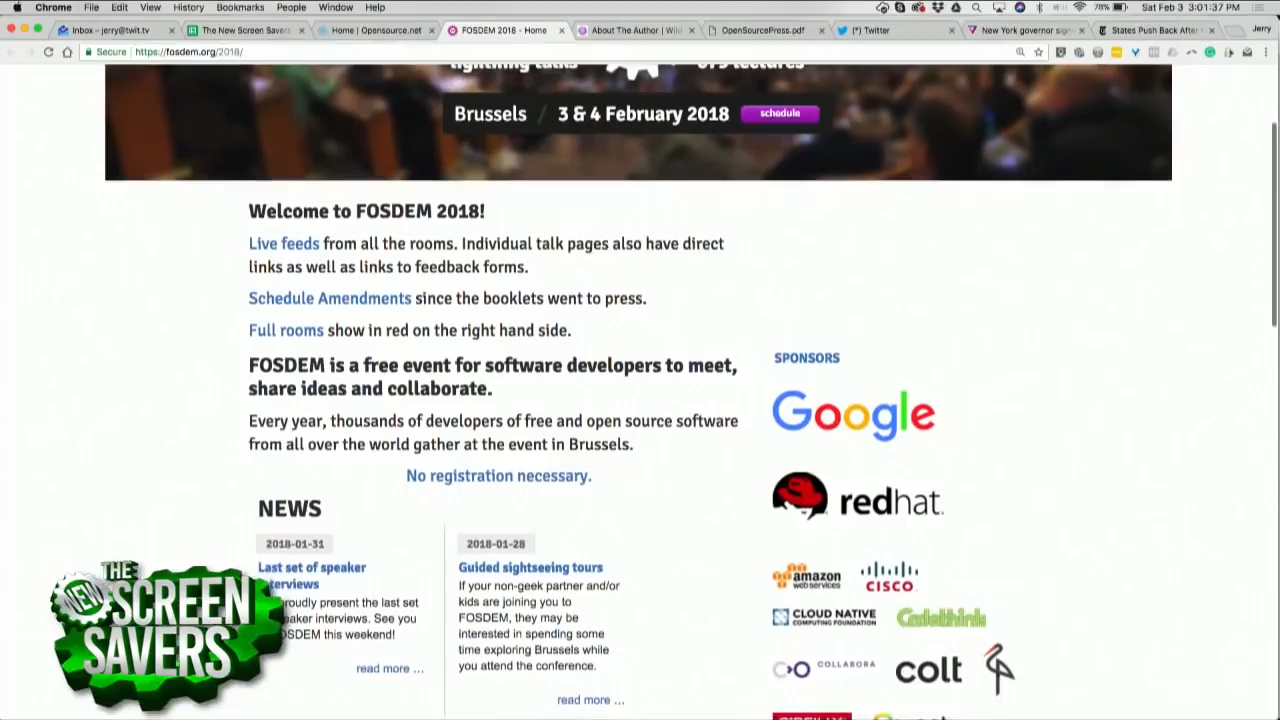 Chrome File Edit View History Bookmarks People Window Help
78% Sat Feb 3 3:01:37 PM
Inbox - jerry@twit.tv
The New Screen Savers
Home | Opensource.net
FOSDEM 2018 - Home
About The Author | Wild
OpenSourcePress.pdf
(*) Twitter
New York governor signs
States Push Back After
Jerry
Secure https://fosdem.org/2018/
lightning talks
lectures
Brussels / 3 & 4 February 2018 schedule
Welcome to FOSDEM 2018!
Live feeds from all the rooms. Individual talk pages also have direct
links as well as links to feedback forms.
Schedule Amendments since the booklets went to press.
Full rooms show in red on the right hand side.
FOSDEM is a free event for software developers to meet,
share ideas and collaborate.
Every year, thousands of developers of free and open source software
from all over the world gather at the event in Brussels.
No registration necessary.
NEWS
2018-01-31
Last set of speaker
terviews
roudly present the last set
eaker interviews. See you
OSDEM this weekend!
read more ...
2018-01-28
Guided sightseeing tours
If your non-geek partner and/or
kids are joining you to
FOSDEM, they may be
interested in spending some
time exploring Brussels while
you attend the conference.
read more ...
SPONSORS
Google
redhat.
amazon
webservices
CISCO
CLOUD NATIVE
COMPUTING FOUNDATION
Codethink
COLLABORA
colt
THE
NEW
SCREEN
SAVERS